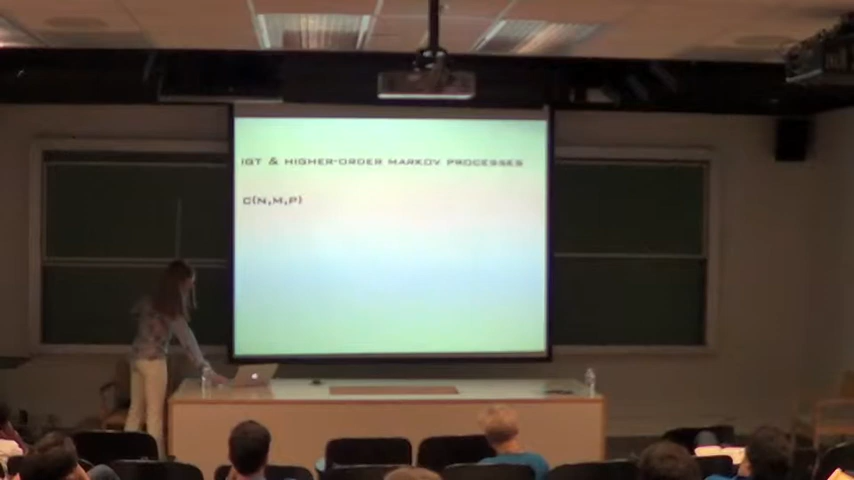 IGT & HIGHER-ORDER MARKOV PROCESSES
C(N,M,P)